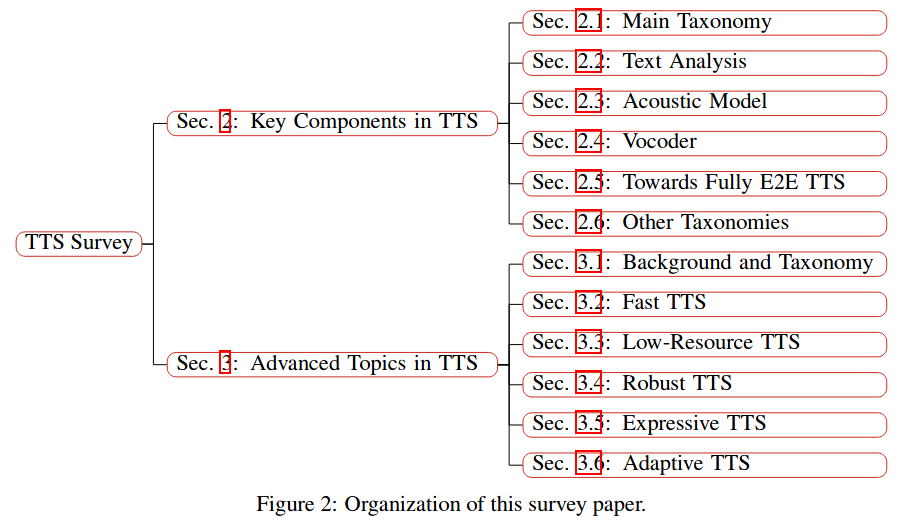 TTS Survey
Sec. 2: Key Components in TTS
Sec. 2.1: Main Taxonomy
Sec. 2.2: Text Analysis
Sec. 2.3: Acoustic Model
Sec. 2.4: Vocoder
Sec. 2.5: Towards Fully E2E TTS
Sec. 2.6: Other Taxonomies
Sec. 3: Advanced Topics in TTS
Sec. 3.1: Background and Taxonomy
Sec. 3.2: Fast TTS
Sec. 3.3: Low-Resource TTS
Sec. 3.4: Robust TTS
Sec. 3.5: Expressive TTS
Sec. 3.6: Adaptive TTS
Figure 2: Organization of this survey paper.